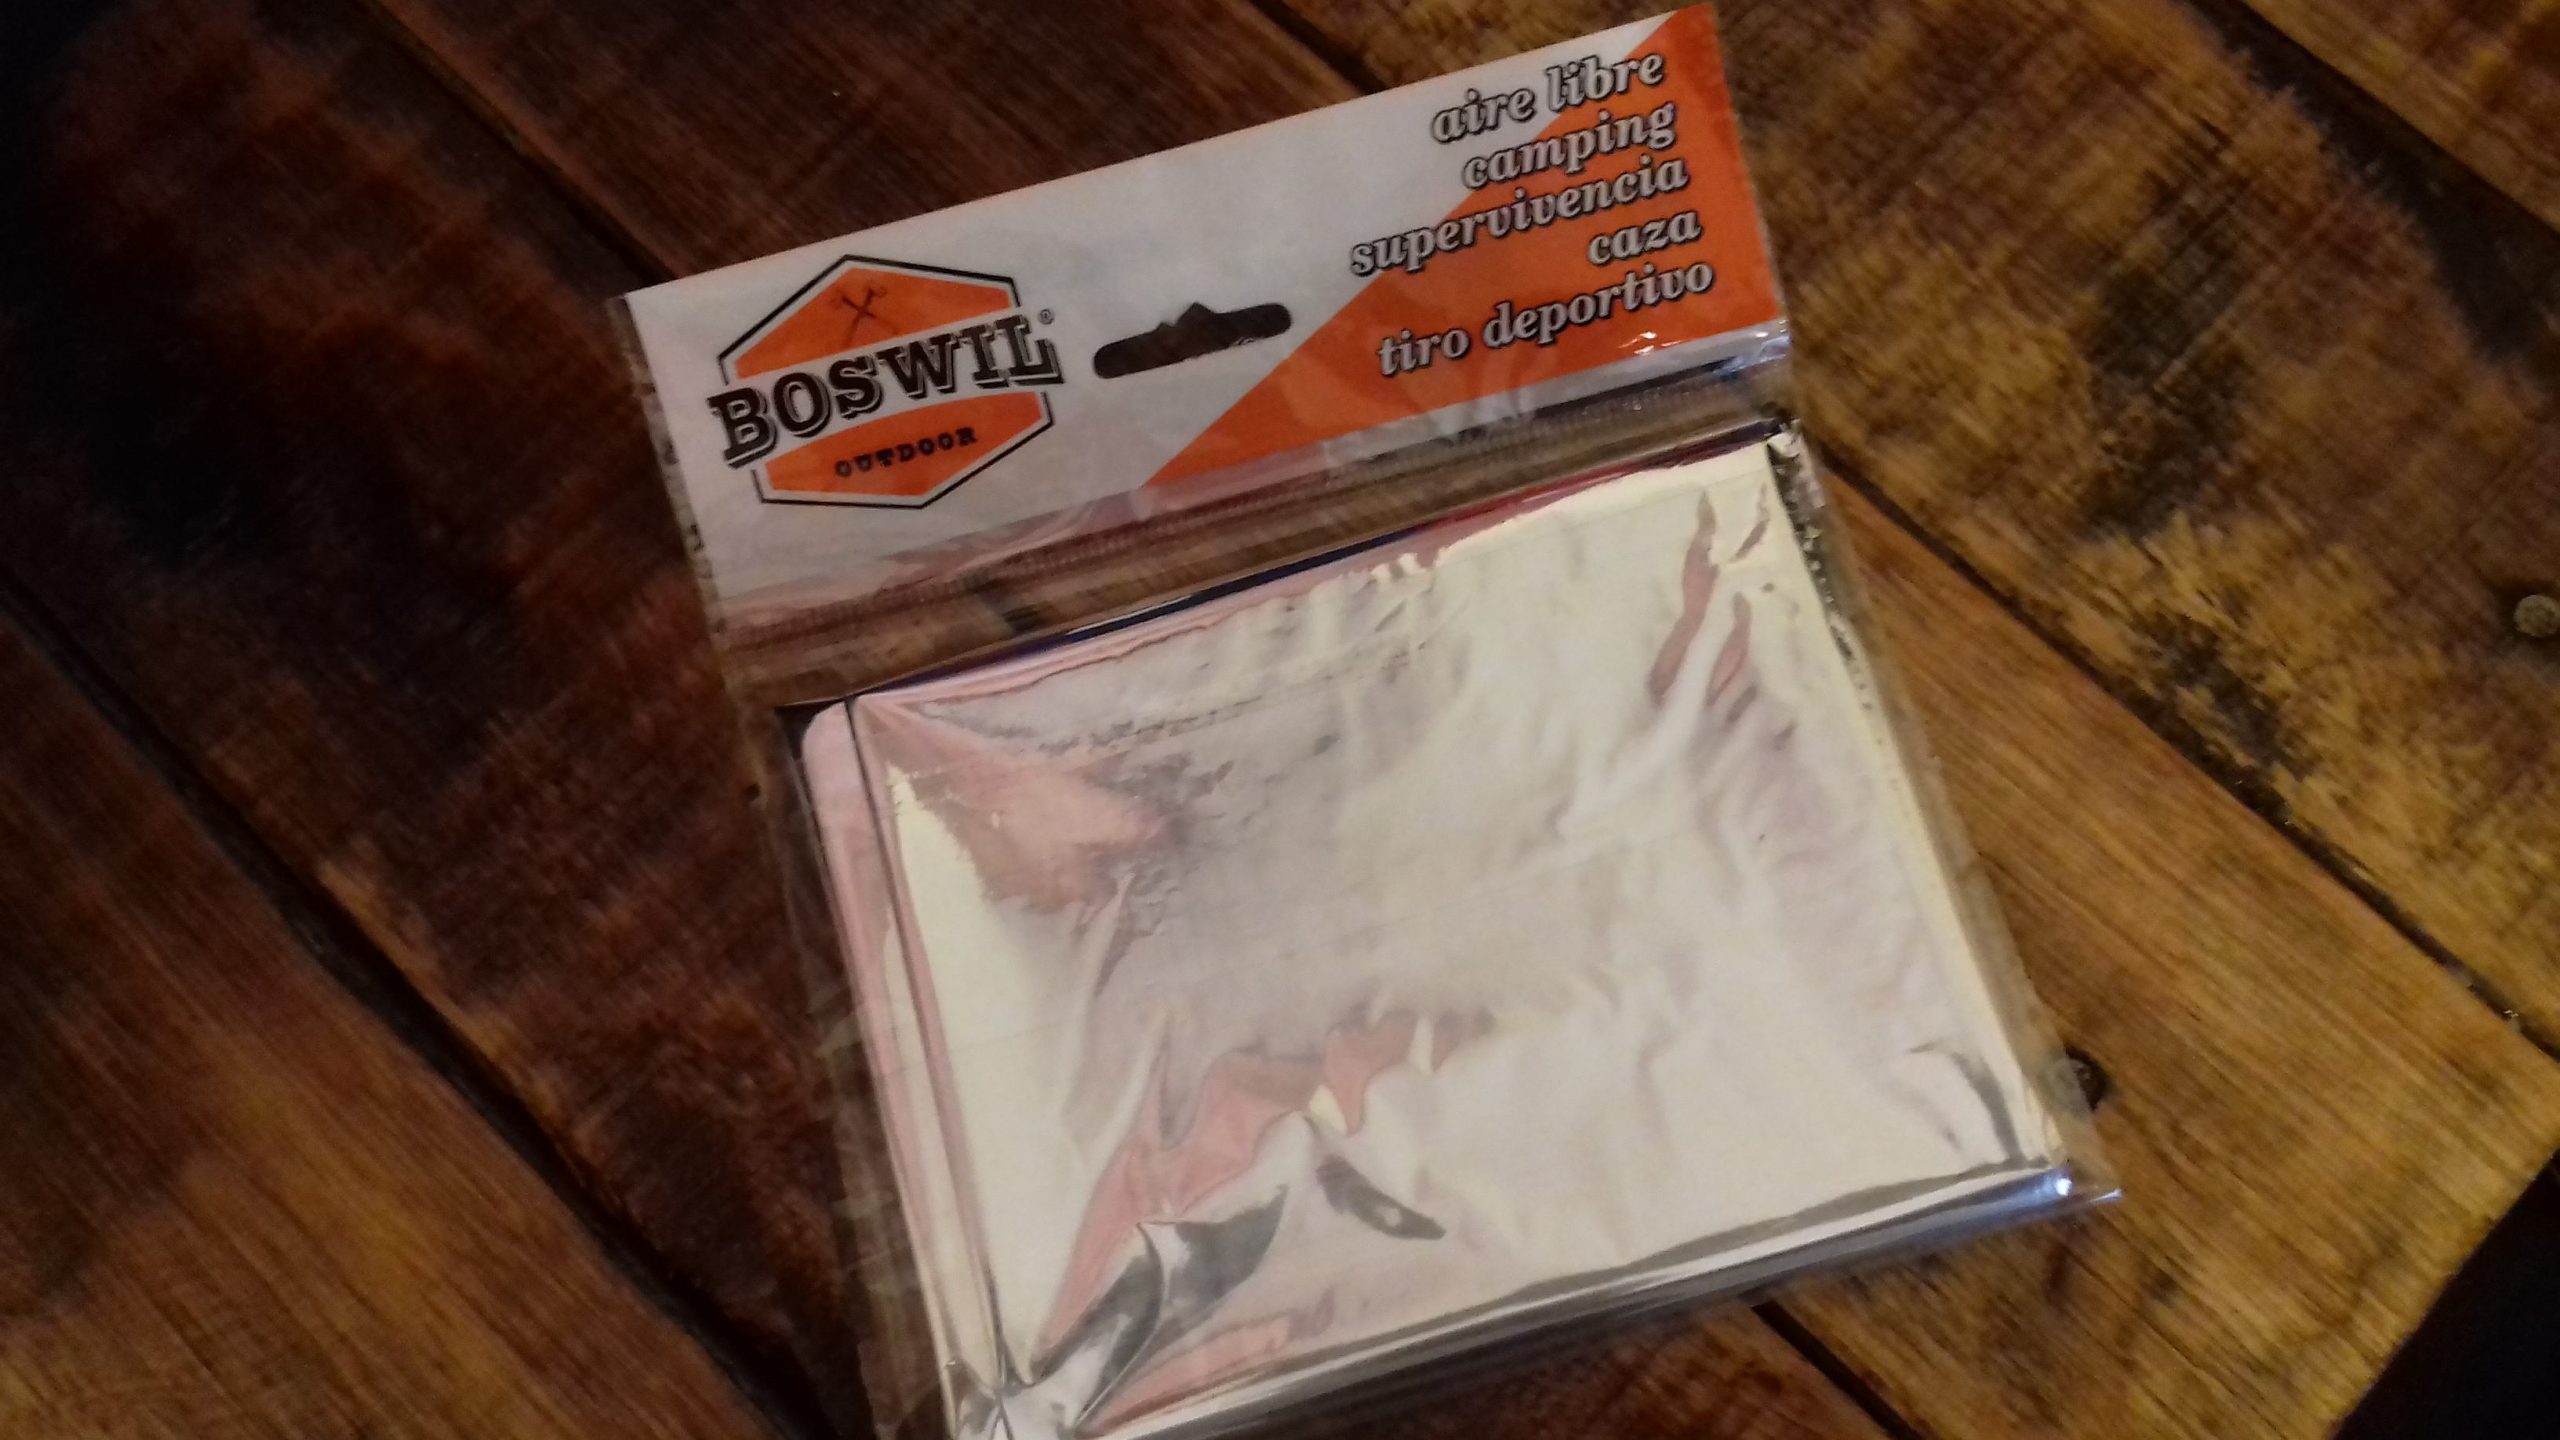 BOSWIL®
OUTDOOR
aire libre
camping
supervivencia
caza
tiro deportivo